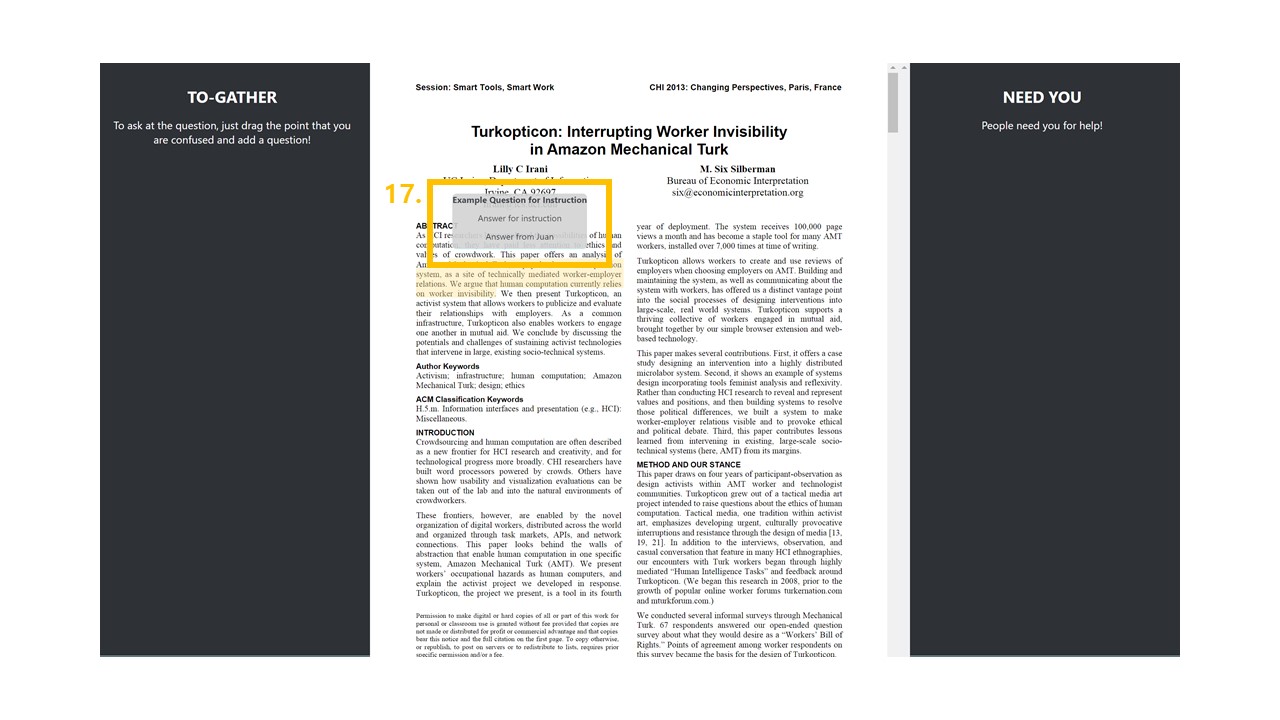 TO-GATHER
To ask at the question, just drag the point that you
are confused and add a question!
Session: Smart Tools, Smart Work
CHI 2013: Changing Perspectives, Paris, France
Turkopticon: Interrupting Worker Invisibility
in Amazon Mechanical Turk
Lilly C Irani
Irvine, CA 92697
M. Six Silberman
Bureau of Economic Interpretation
six@economicinterpretation.org
17.
Example Question for Instruction
Answer for instruction
Answer from Juan
ABSTRACT
As HCI of human
ethics and
values of crowdwork. This paper offers an analysis of
system, as a site of technically mediated worker-employer
relations. We argue that human computation currently relies
on worker invisibility. We then present Turkopticon, an
activist system that allows workers to publicize and evaluate
their relationships with employers. As a common
infrastructure, Turkopticon also enables workers to engage
one another in mutual aid. We conclude by discussing the
potentials and challenges of sustaining activist technologies
that intervene in large, existing socio-technical systems.
Author Keywords
Activism; infrastructure; human computation; Amazon
Mechanical Turk; design; ethics
ACM Classification Keywords
H.5.m. Information interfaces and presentation (e.g., HCI):
Miscellaneous.
INTRODUCTION
Crowdsourcing and human computation are often described
as a new frontier for HCI research and creativity, and for
technological progress more broadly. CHI researchers have
built word processors powered by crowds. Others have
shown how usability and visualization evaluations can be
taken out of the lab and into the natural environments of
crowdworkers.
These frontiers, however, are enabled by the novel
organization of digital workers, distributed across the world
and organized through task markets, APIs, and network
connections. This paper looks behind the walls of
abstraction that enable human computation in one specific
system, Amazon Mechanical Turk (AMT). We present
workers' occupational hazards as human computers, and
explain the activist project we developed in response.
Turkopticon, the project we present, is a tool in its fourth
Permission to make digital or hard copies of all or part of this work for
personal or classroom use is granted without fee provided that copies are
not made or distributed for profit or commercial advantage and that copies
bear this notice and the full citation on the first page. To copy otherwise,
or republish, to post on servers or to redistribute to lists, requires prior
specific permission and/or a fee.
year of deployment. The system receives 100,000 page
views a month and has become a staple tool for many AMT
workers, installed over 7,000 times at time of writing.
Turkopticon allows workers to create and use reviews of
employers when choosing employers on AMT. Building and
maintaining the system, as well as communicating about the
system with workers, has offered us a distinct vantage point
into the social processes of designing interventions into
large-scale, real world systems. Turkopticon supports a
thriving collective of workers engaged in mutual aid,
brought together by our simple browser extension and web-
based technology.
This paper makes several contributions. First, it offers a case
study designing an intervention into a highly distributed
microlabor system. Second, it shows an example of systems
design incorporating tools feminist analysis and reflexivity.
Rather than conducting HCI research to reveal and represent
values and positions, and then building systems to resolve
those political differences, we built a system to make
worker-employer relations visible and to provoke ethical
and political debate. Third, this paper contributes lessons
learned from intervening in existing, large-scale socio-
technical systems (here, AMT) from its margins.
METHOD AND OUR STANCE
This paper draws on four years of participant-observation as
design activists within AMT worker and technologist
communities. Turkopticon grew out of a tactical media art
project intended to raise questions about the ethics of human
computation. Tactical media, one tradition within activist
art, emphasizes developing urgent, culturally provocative
interruptions and resistance through the design of media [13,
19, 21]. In addition to the interviews, observation, and
casual conversation that feature in many HCI ethnographies,
our encounters with Turk workers began through highly
mediated “Human Intelligence Tasks” and feedback around
Turkopticon. (We began this research in 2008, prior to the
growth of popular online worker forums turkernation.com
and mturkforum.com.)
We conducted several informal surveys through Mechanical
Turk. 67 respondents answered our open-ended question
survey about what they would desire as a “Workers’ Bill of
Rights.” Points of agreement among worker respondents on
this survey became the basis for the design of Turkopticon.
NEED YOU
People need you for help!